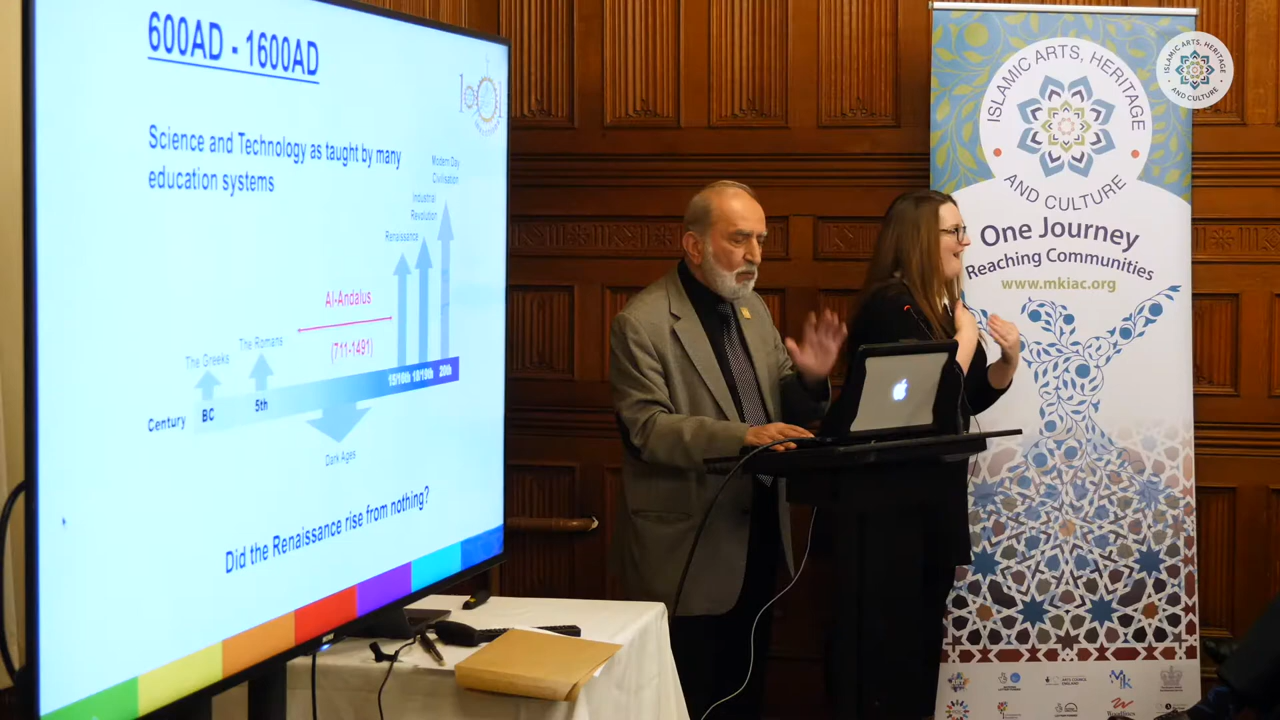 600AD - 1600AD
Science and Technology as taught by many
education systems
Modern Day
Civilisation
Industrial
Revolution
Renaissance
Al-Andalus
(711-1491)
The Greeks
The Romans
Century
BC
5th
15/16th
18/19th
20th
Dark Ages
Did the Renaissance rise from nothing?
ISLAMIC ARTS, HERITAGE
AND CULTURE
One Journey
Reaching Communities
www.mkiac.org
ISLAMIC ARTS, HERITAGE
AND CULTURE